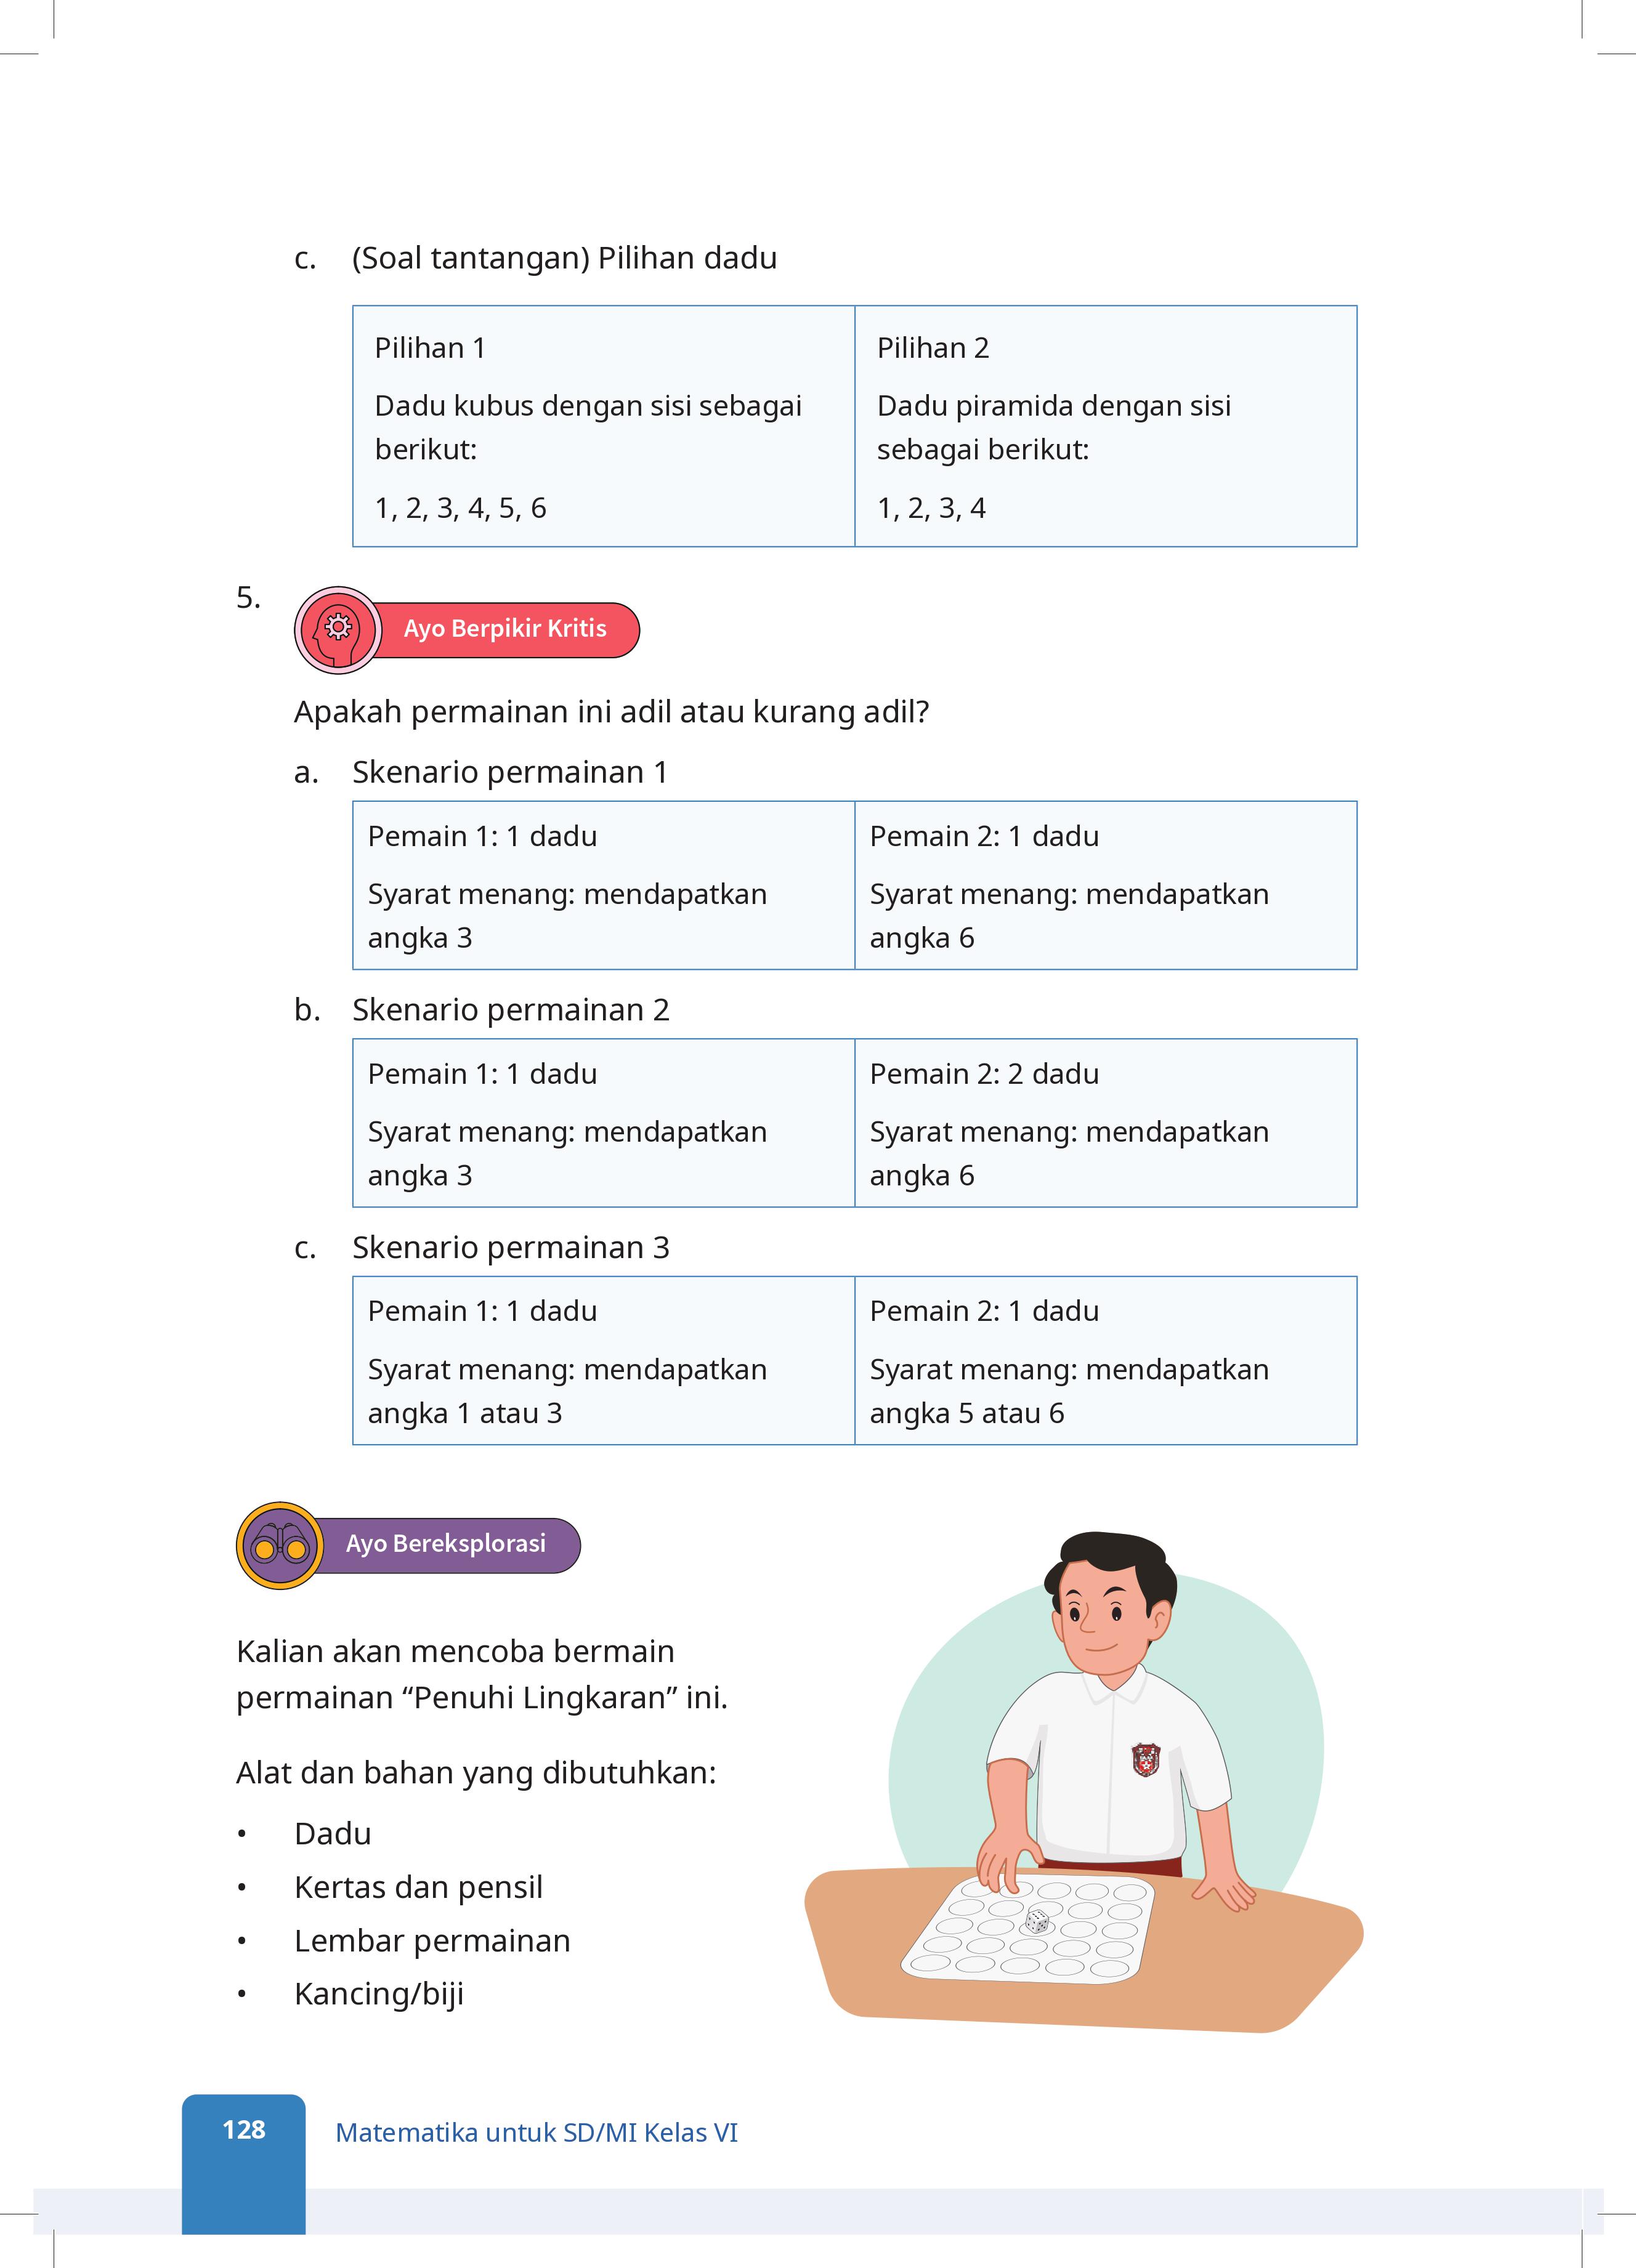 c. (Soal tantangan) Pilihan dadu
Pilihan 1
Dadu kubus dengan sisi sebagai
berikut:
1, 2, 3, 4, 5, 6
Pilihan 2
Dadu piramida dengan sisi
sebagai berikut:
1, 2, 3, 4
5.
Ayo Berpikir Kritis
Apakah permainan ini adil atau kurang adil?
a. Skenario permainan 1
Pemain 1: 1 dadu
Syarat menang: mendapatkan
angka 3
Pemain 2: 1 dadu
Syarat menang: mendapatkan
angka 6
b. Skenario permainan 2
Pemain 1: 1 dadu
Syarat menang: mendapatkan
angka 3
Pemain 2: 2 dadu
Syarat menang: mendapatkan
angka 6
c. Skenario permainan 3
Pemain 1: 1 dadu
Syarat menang: mendapatkan
angka 1 atau 3
Pemain 2: 1 dadu
Syarat menang: mendapatkan
angka 5 atau 6
Ayo Bereksplorasi
Kalian akan mencoba bermain
permainan “Penuhi Lingkaran” ini.
Alat dan bahan yang dibutuhkan:
• Dadu
• Kertas dan pensil
• Lembar permainan
• Kancing/biji
128
Matematika untuk SD/MI Kelas VI